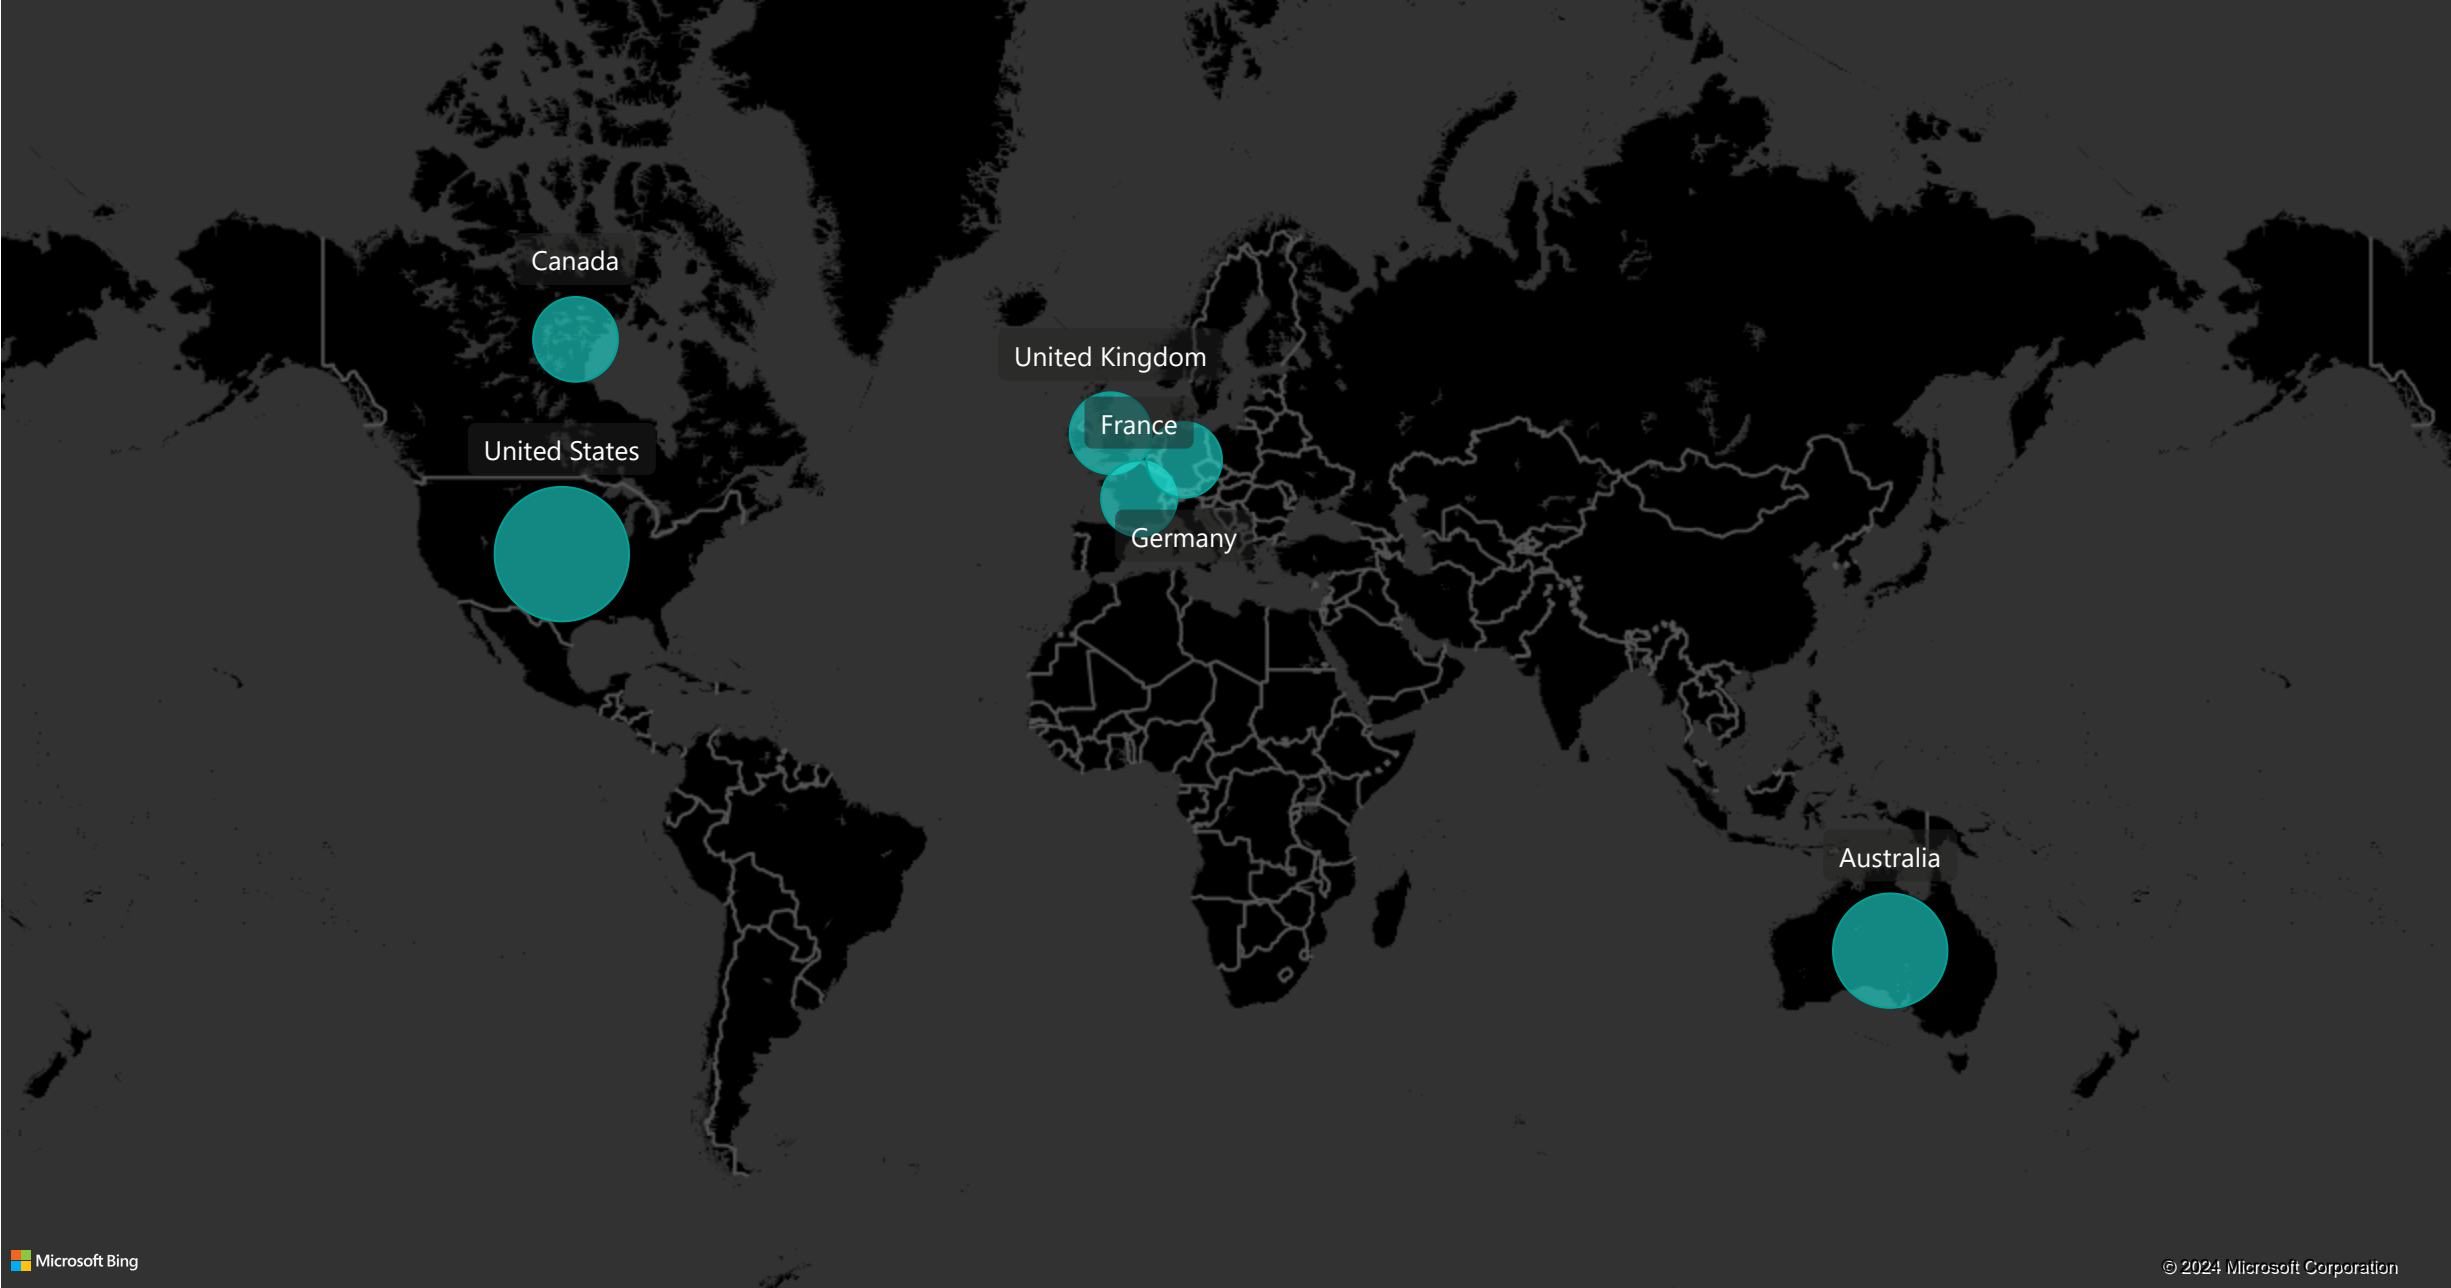 Canada
United Kingdom
France
United States
Germany
Australia
Microsoft Bing
© 2024 Microsoft Corporation